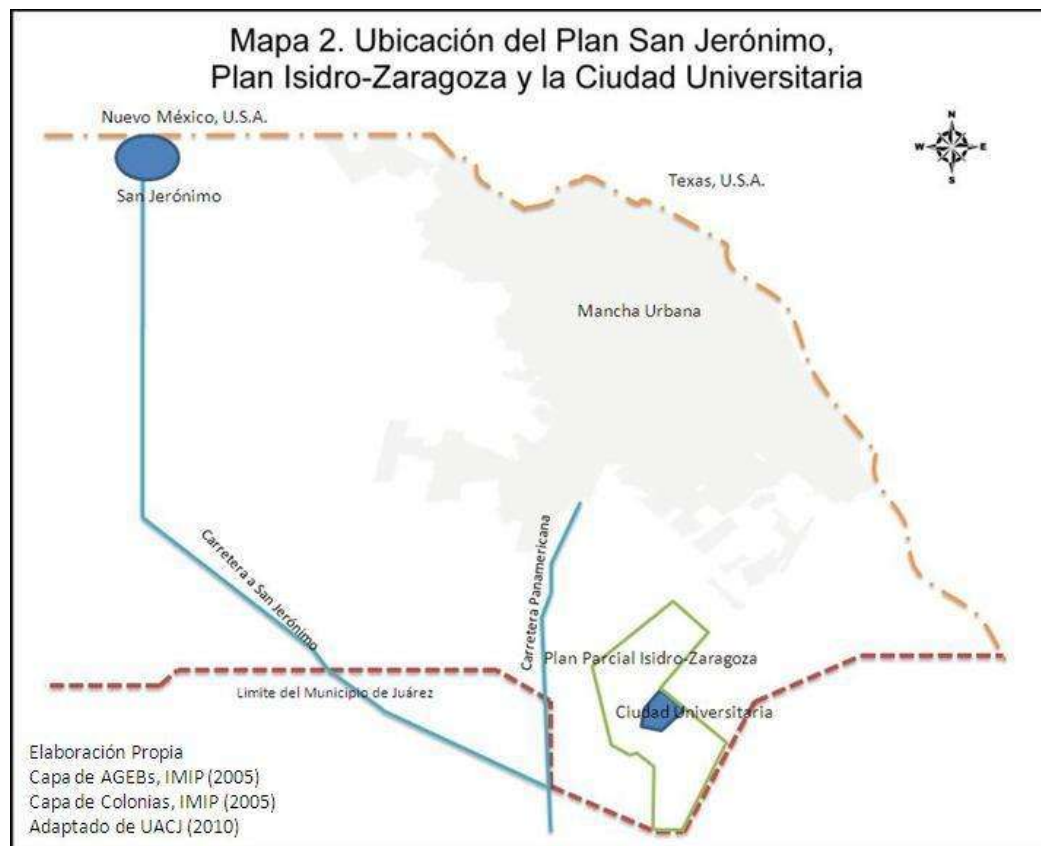 Mapa 2. Ubicación del Plan San Jerónimo,
Plan Isidro-Zaragoza y la Ciudad Universitaria
Nuevo México, U.S.A.
N
W E
S
San Jerónimo
Texas, U.S.A.
Mancha Urbana
Carretera a San Jerónimo
Carretera Panamericana
Plan Parcial Isidro-Zaragoza
Limite del Municipio de Juárez
Ciudad Universitaria
Elaboración Propia
Capa de AGEBs, IMIP (2005)
Capa de Colonias, IMIP (2005)
Adaptado de UACJ (2010)